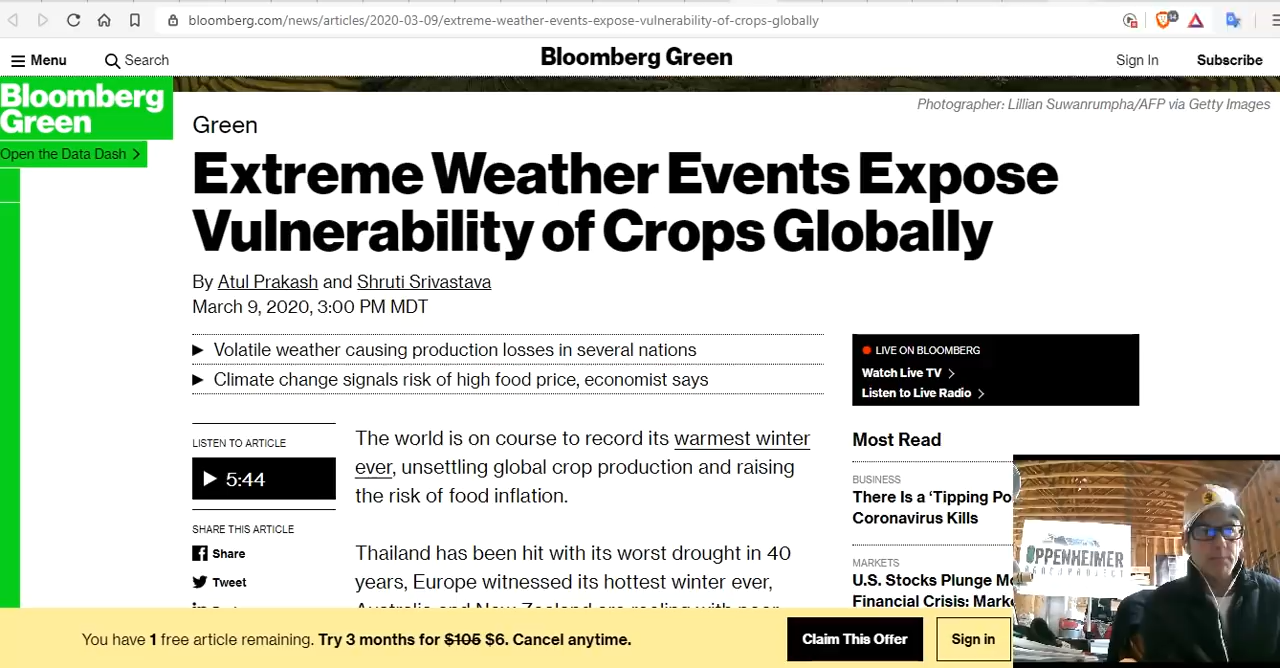 bloomberg.com/news/articles/2020-03-09/extreme-weather-events-expose-vulnerability-of-crops-globally
14
Menu
Search
Bloomberg Green
Sign In
Subscribe
Bloomberg
Green
Open the Data Dash
Photographer: Lillian Suwanrumpha/AFP via Getty Images
Green
Extreme Weather Events Expose
Vulnerability of Crops Globally
By Atul Prakash and Shruti Srivastava
March 9, 2020, 3:00 PM MDT
Volatile weather causing production losses in several nations
Climate change signals risk of high food price, economist says
LIVE ON BLOOMBERG
Watch Live TV
Listen to Live Radio
LISTEN TO ARTICLE
5:44
SHARE THIS ARTICLE
Share
Tweet
The world is on course to record its warmest winter
ever, unsettling global crop production and raising
the risk of food inflation.
Thailand has been hit with its worst drought in 40
years, Europe witnessed its hottest winter ever,
Most Read
BUSINESS
There Is a ‘Tipping Po
Coronavirus Kills
MARKETS
U.S. Stocks Plunge Mo
Financial Crisis: Mark
OPPENHEIMER
You have 1 free article remaining. Try 3 months for $105 $6. Cancel anytime.
Claim This Offer
Sign in